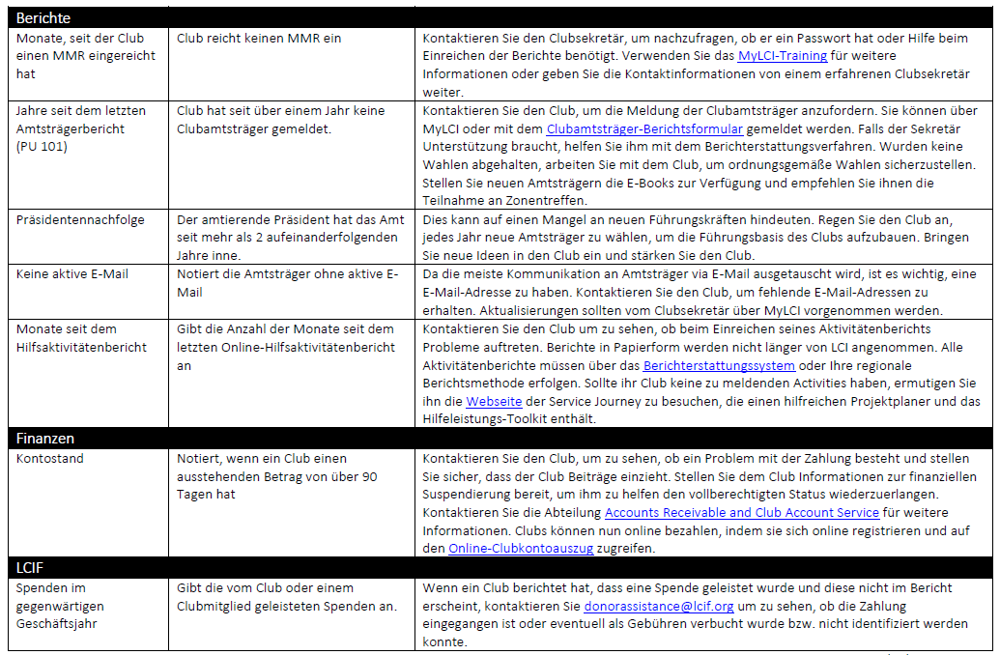 Berichte
Monate, seit der Club
einen MMR eingereicht
hat
Club reicht keinen MMR ein
Kontaktieren Sie den Clubsekretär, um nachzufragen, ob er ein Passwort hat oder Hilfe beim
Einreichen der Berichte benötigt. Verwenden Sie das MyLCI-Training für weitere
Informationen oder geben Sie die Kontaktinformationen von einem erfahrenen Clubsekretär
weiter.
Jahre seit dem letzten
Amtsträgerbericht
(PU 101)
Club hat seit über einem Jahr keine
Clubamtsträger gemeldet.
Kontaktieren Sie den Club, um die Meldung der Clubamtsträger anzufordern. Sie können über
MyLCI oder mit dem Clubamtsträger-Berichtsformular gemeldet werden. Falls der Sekretär
Unterstützung braucht, helfen Sie ihm mit dem Berichterstattungsverfahren. Wurden keine
Wahlen abgehalten, arbeiten Sie mit dem Club, um ordnungsgemäße Wahlen sicherzustellen.
Stellen Sie neuen Amtsträgern die E-Books zur Verfügung und empfehlen Sie ihnen die
Teilnahme an Zonentreffen.
Präsidentennachfolge
Der amtierende Präsident hat das Amt
seit mehr als 2 aufeinanderfolgenden
Jahre inne.
Dies kann auf einen Mangel an neuen Führungskräften hindeuten. Regen Sie den Club an,
jedes Jahr neue Amtsträger zu wählen, um die Führungsbasis des Clubs aufzubauen. Bringen
Sie neue Ideen in den Club ein und stärken Sie den Club.
Keine aktive E-Mail
Notiert die Amtsträger ohne aktive E-
Mail
Da die meiste Kommunikation an Amtsträger via E-Mail ausgetauscht wird, ist es wichtig, eine
E-Mail-Adresse zu haben. Kontaktieren Sie den Club, um fehlende E-Mail-Adressen zu
erhalten. Aktualisierungen sollten vom Clubsekretär über MyLCI vorgenommen werden.
Monate seit dem
Hilfsaktivitätenbericht
Gibt die Anzahl der Monate seit dem
letzten Online-Hilfsaktivitätenbericht
an
Kontaktieren Sie den Club um zu sehen, ob beim Einreichen seines Aktivitätenberichts
Probleme auftreten. Berichte in Papierform werden nicht länger von LCI angenommen. Alle
Aktivitätenberichte müssen über das Berichterstattungssystem oder Ihre regionale
Berichtsmethode erfolgen. Sollte ihr Club keine zu meldenden Activities haben, ermutigen Sie
ihn die Webseite der Service Journey zu besuchen, die einen hilfreichen Projektplaner und das
Hilfeleistungs-Toolkit enthält.
Finanzen
Kontostand
Notiert, wenn ein Club einen
ausstehenden Betrag von über 90
Tagen hat
Kontaktieren Sie den Club, um zu sehen, ob ein Problem mit der Zahlung besteht und stellen
Sie sicher, dass der Club Beiträge einzieht. Stellen Sie dem Club Informationen zur finanziellen
Suspendierung bereit, um ihm zu helfen den vollberechtigten Status wiederzuerlangen.
Kontaktieren Sie die Abteilung Accounts Receivable and Club Account Service für weitere
Informationen. Clubs können nun online bezahlen, indem sie sich online registrieren und auf
den Online-Clubkontoauszug zugreifen.
LCIF
Spenden im
gegenwärtigen
Geschäftsjahr
Gibt die vom Club oder einem
Clubmitglied geleisteten Spenden an.
Wenn ein Club berichtet hat, dass eine Spende geleistet wurde und diese nicht im Bericht
erscheint, kontaktieren Sie donorassistance@lcif.org um zu sehen, ob die Zahlung
eingegangen ist oder eventuell als Gebühren verbucht wurde bzw. nicht identifiziert werden
konnte.